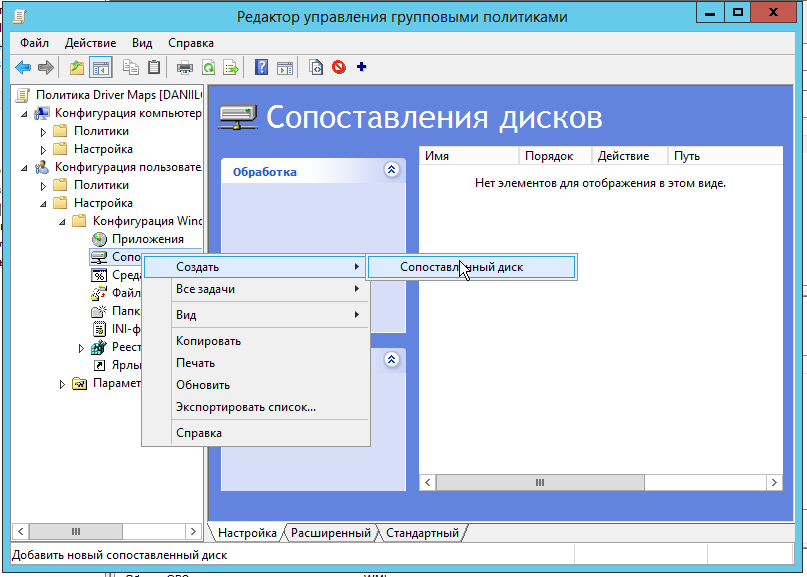 Редактор управления групповыми политиками
Файл Действие Вид Справка
Политика Driver Maps [DANIIL
Конфигурация компьютер
Политики
Настройка
Конфигурация пользовате
Политики
Настройка
Конфигурация Winc
Приложения
Сопо
Среда
Файл
Папк
INI-ф
Реест
Ярлы
Парамет
Сопоставления дисков
Обработка
Имя Порядок Действие Путь
Нет элементов для отображения в этом виде.
Создать
Все задачи
Вид
Копировать
Печать
Обновить
Экспортировать список...
Справка
Сопоставленный диск
Настройка Расширенный Стандартный
Добавить новый сопоставленный диск